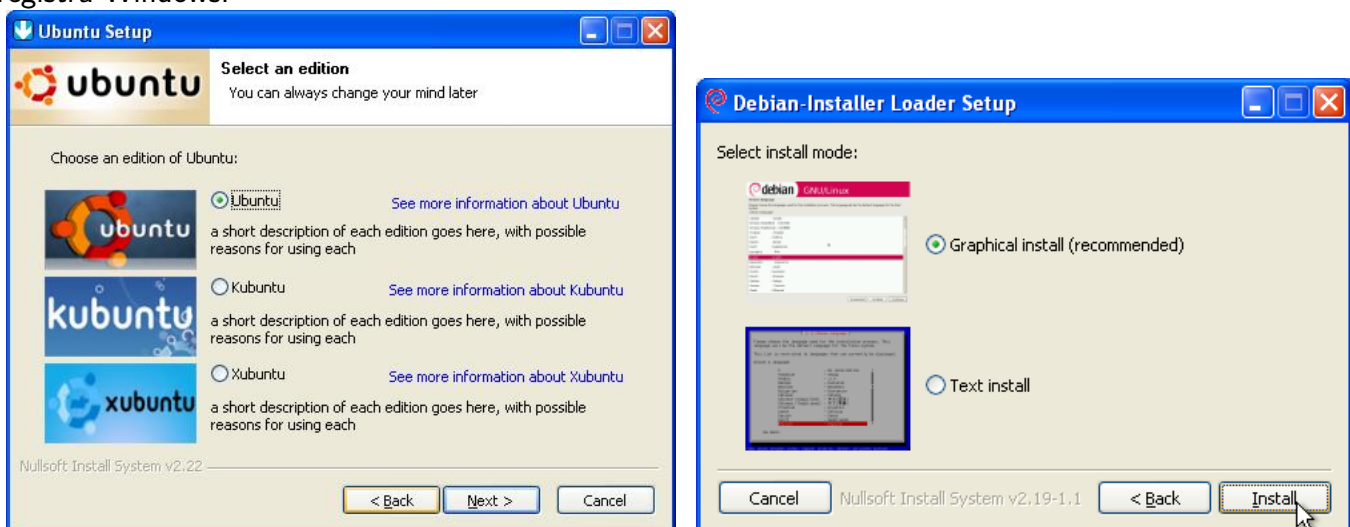 registra Windowsi
Ubuntu Setup
ubuntu
Select an edition
You can always change your mind later
Choose an edition of Ubuntu:
ubuntu
Ubuntu
See more information about Ubuntu
a short description of each edition goes here, with possible
reasons for using each
kubuntu
Kubuntu
See more information about Kubuntu
a short description of each edition goes here, with possible
reasons for using each
xubuntu
Xubuntu
See more information about Xubuntu
a short description of each edition goes here, with possible
reasons for using each
Nullsoft Install System v2.22
< Back
Next >
Cancel
Debian-Installer Loader Setup
Select install mode:
debian GNU/Linux
Graphical install (recommended)
Text install
Cancel
Nullsoft Install System v2.19-1.1
< Back
Install